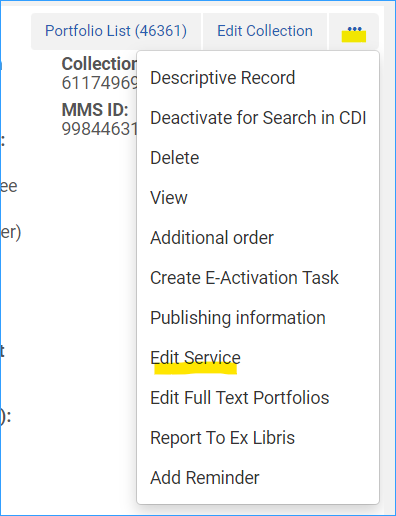 Portfolio List (46361) Edit Collection •••
Collection
61174969
MMS ID:
99844631
:
ee
er)
t
):
Descriptive Record
Deactivate for Search in CDI
Delete
View
Additional order
Create E-Activation Task
Publishing information
Edit Service
Edit Full Text Portfolios
Report To Ex Libris
Add Reminder